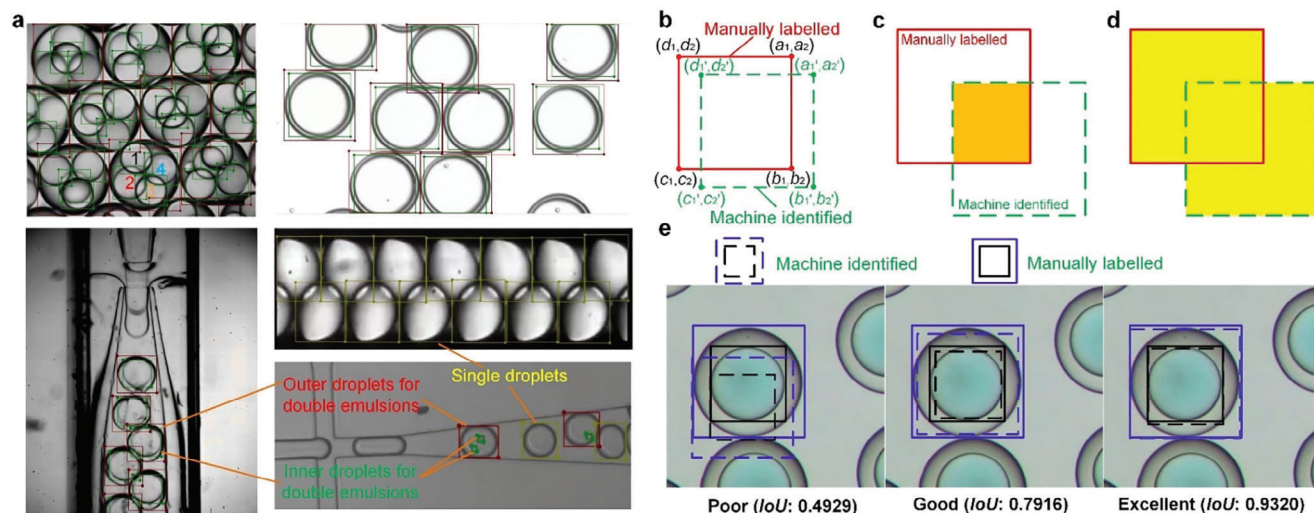 a
1
2
4
Outer droplets for
double emulsions
Inner droplets for
double emulsions
Single droplets
b
Manually labelled
(d₁,d₂)
(a₁,a₂)
(d₁',d₂')
(a₁',a₂')
(c₁,c₂)
(b₁,b₂)
(c₁',c₂')
(b₁',b₂')
Machine identified
c
Manually labelled
Machine identified
d
e
Machine identified
Manually labelled
Poor (IoU: 0.4929)
Good (IoU: 0.7916)
Excellent (IoU: 0.9320)